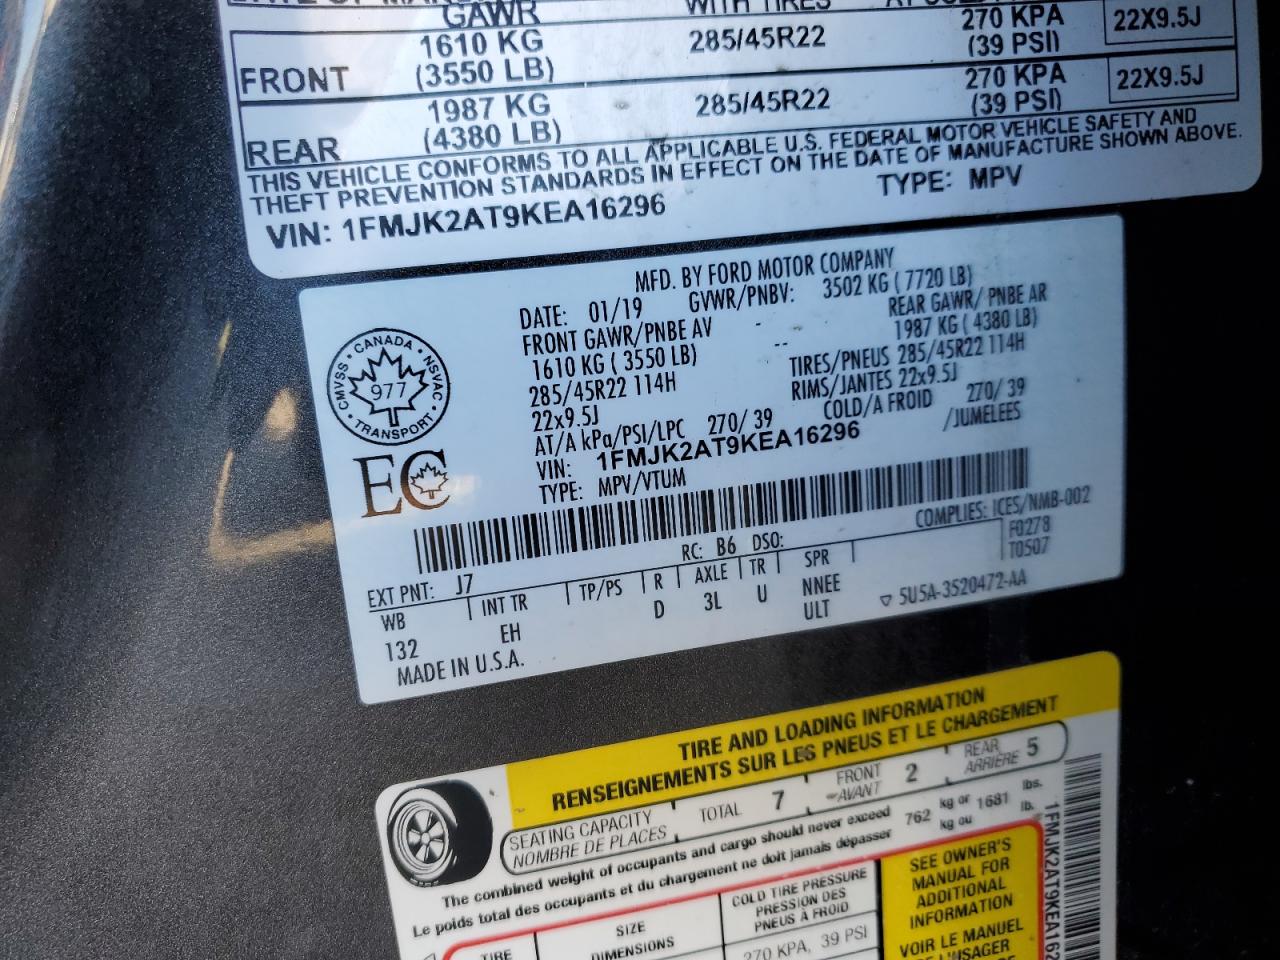 GAWR WITH TIRES
1610 KG 285/45R22 270 KPA 22X9.5J
FRONT (3550 LB) (39 PSI)
1987 KG 285/45R22 270 KPA 22X9.5J
REAR (4380 LB) (39 PSI)
THIS VEHICLE CONFORMS TO ALL APPLICABLE U.S. FEDERAL MOTOR VEHICLE SAFETY AND
THEFT PREVENTION STANDARDS IN EFFECT ON THE DATE OF MANUFACTURE SHOWN ABOVE.
VIN: 1FMJK2AT9KEA16296 TYPE: MPV
MFD. BY FORD MOTOR COMPANY
DATE: 01/19 GVWR/PNBV: 3502 KG ( 7720 LB)
FRONT GAWR/PNBE AV - REAR GAWR/ PNBE AR
1610 KG ( 3550 LB) -- 1987 KG ( 4380 LB)
285/45R22 114H TIRES/PNEUS 285/45R22 114H
22x9.5J RIMS/JANTES 22x9.5J
AT/A kPa/PSI/LPC 270/ 39 COLD/A FROID 270/ 39
VIN: 1FMJK2AT9KEA16296 /JUMELEES
TYPE: MPV/VTUM
CANADA NSVAC TRANSPORT CMVSS
977
EC
COMPLIES: ICES/NMB-002
RC: B6 DSO: F0278
EXT PNT: J7 T0507
WB INT TR TP/PS R AXLE TR SPR
132 EH D 3L U NNEE
ULT 5U5A-3520472-AA
MADE IN U.S.A.
TIRE AND LOADING INFORMATION
RENSEIGNEMENTS SUR LES PNEUS ET LE CHARGEMENT
SEATING CAPACITY TOTAL 7 FRONT 2 REAR 5
NOMBRE DE PLACES AVANT ARRIÈRE
The combined weight of occupants and cargo should never exceed 762 kg or 1681 lbs.
Le poids total des occupants et du chargement ne doit jamais dépasser kg ou lb.
TIRE SIZE COLD TIRE PRESSURE
DIMENSIONS PRESSION DES
PNEUS À FROID
270 KPA, 39 PSI
SEE OWNER'S
MANUAL FOR
ADDITIONAL
INFORMATION
VOIR LE MANUEL
DE L'USAGER
1FMJK2AT9KEA162